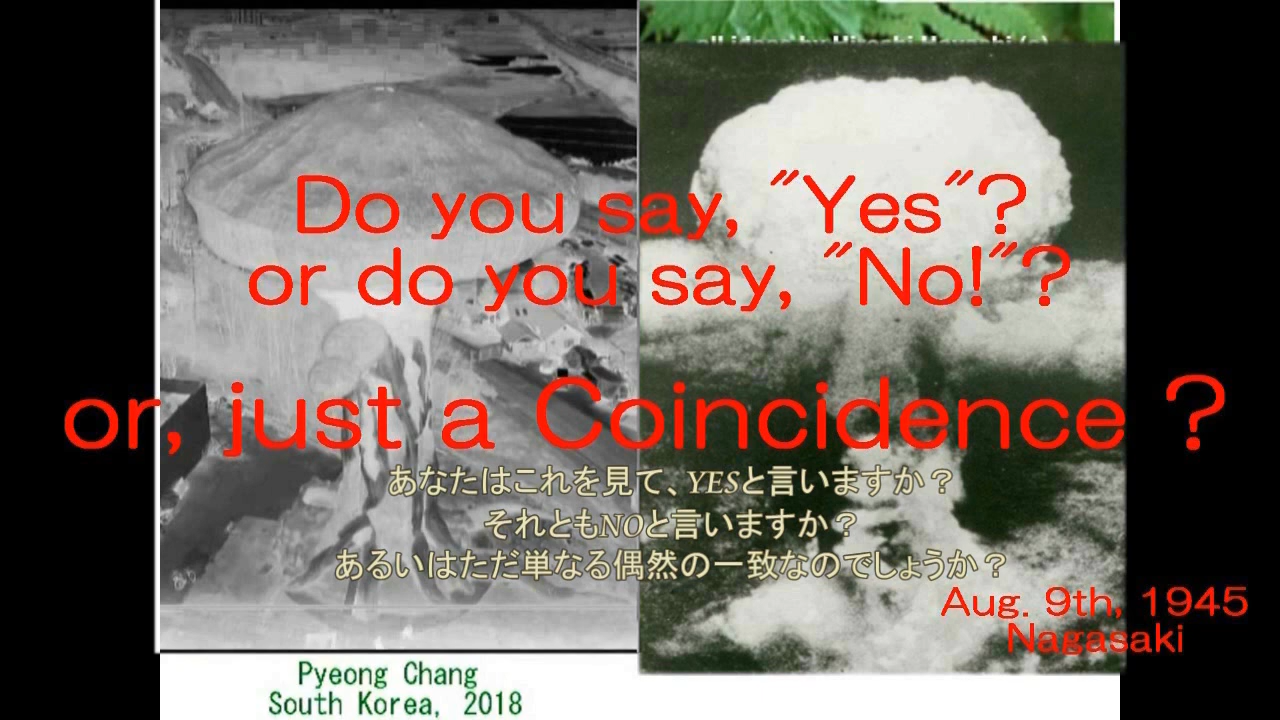 Do you say, "Yes"?
or do you say, "No!"?
or, just a Coincidence ?
あなたはこれを見て、YESと言いますか？
それともNOと言いますか？
あるいはただ単なる偶然の一致なのでしょうか？
Aug. 9th, 1945
Nagasaki
Pyeong Chang
South Korea, 2018